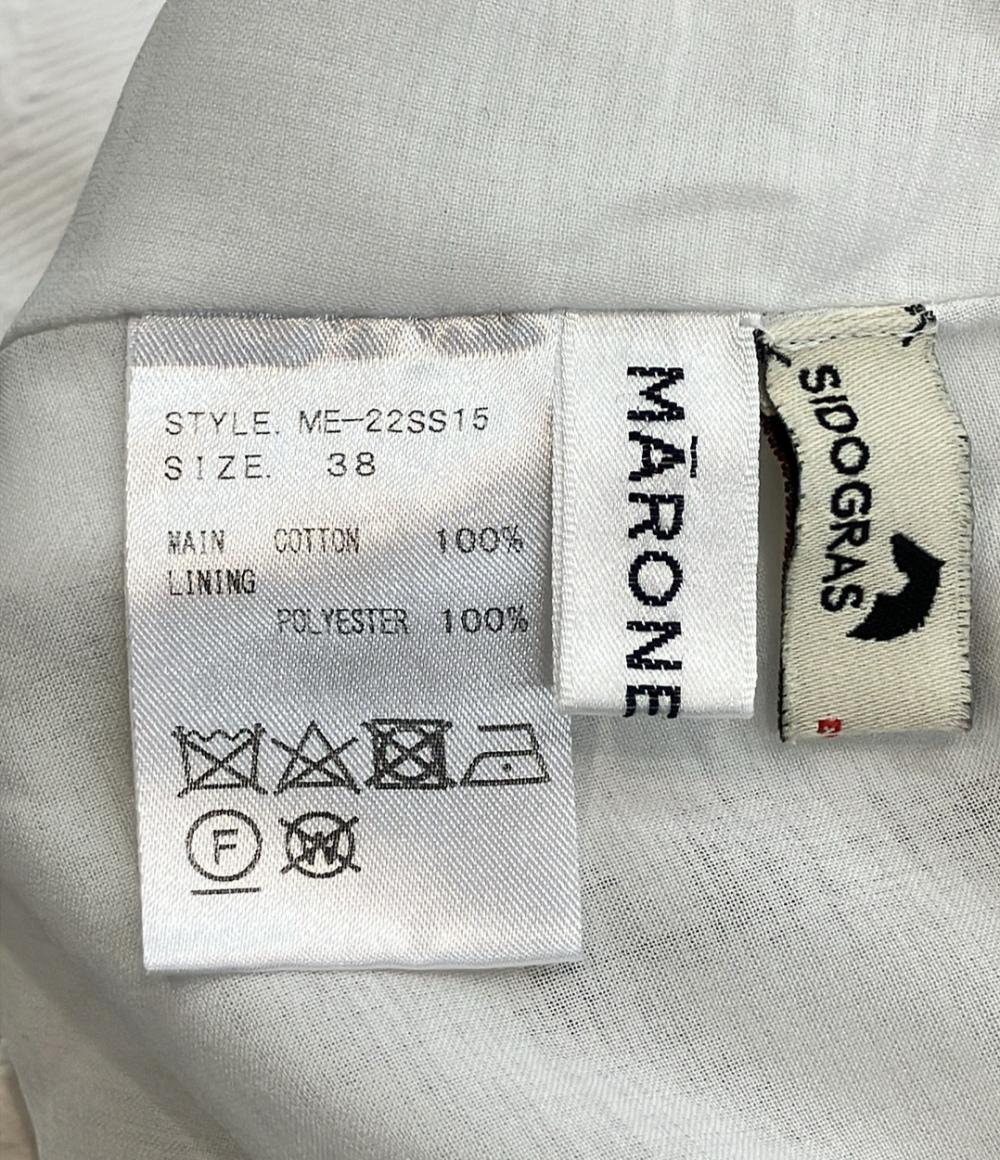 STYLE. ME-22SS15
SIZE. 38
MAIN COTTON 100%
LINING
POLYESTER 100%
F
W
MĀRONE
SIDOGRAS